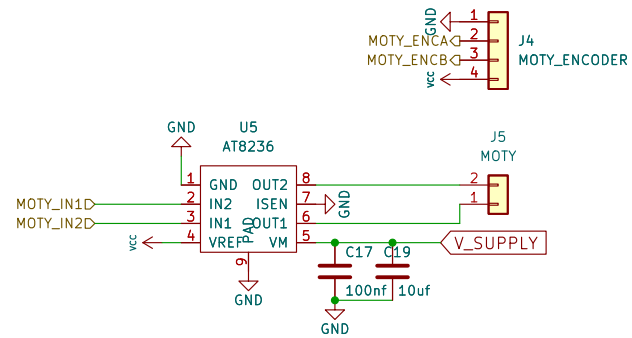 GND
1
MOTY_ENCA
2
J4
MOTY_ENCB
3
MOTY_ENCODER
VCC
4
GND
U5
AT8236
J5
MOTY
1
GND
OUT2
8
2
MOTY_IN1
2
IN2
ISEN
7
GND
1
MOTY_IN2
3
IN1
OUT1
6
VCC
4
VREF
PAD
VM
5
V_SUPPLY
9
C17
C19
GND
100nf
10uf
GND